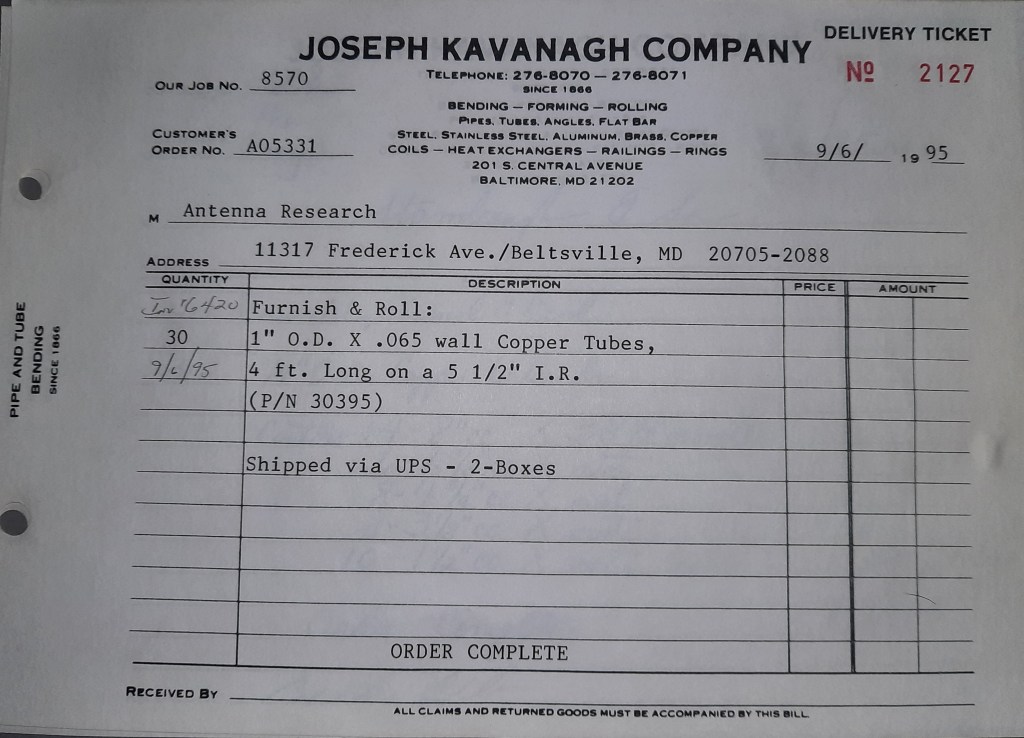 DELIVERY TICKET
JOSEPH KAVANAGH COMPANY
Nº 2127
TELEPHONE: 276-8070 — 276-8071
SINCE 1866
OUR JOB NO. 8570
BENDING — FORMING — ROLLING
PIPES, TUBES, ANGLES, FLAT BAR
STEEL, STAINLESS STEEL, ALUMINUM, BRASS, COPPER
CUSTOMER'S
ORDER NO. A05331
COILS — HEAT EXCHANGERS — RAILINGS — RINGS
201 S. CENTRAL AVENUE
BALTIMORE, MD 21202
9/6/ 19 95
M Antenna Research
ADDRESS 11317 Frederick Ave./Beltsville, MD 20705-2088
QUANTITY DESCRIPTION PRICE AMOUNT
Inv 6420 Furnish & Roll:
30 1" O.D. X .065 wall Copper Tubes,
9/6/95 4 ft. Long on a 5 1/2" I.R.
(P/N 30395)
Shipped via UPS - 2-Boxes
ORDER COMPLETE
RECEIVED BY
ALL CLAIMS AND RETURNED GOODS MUST BE ACCOMPANIED BY THIS BILL
PIPE AND TUBE
BENDING
SINCE 1866